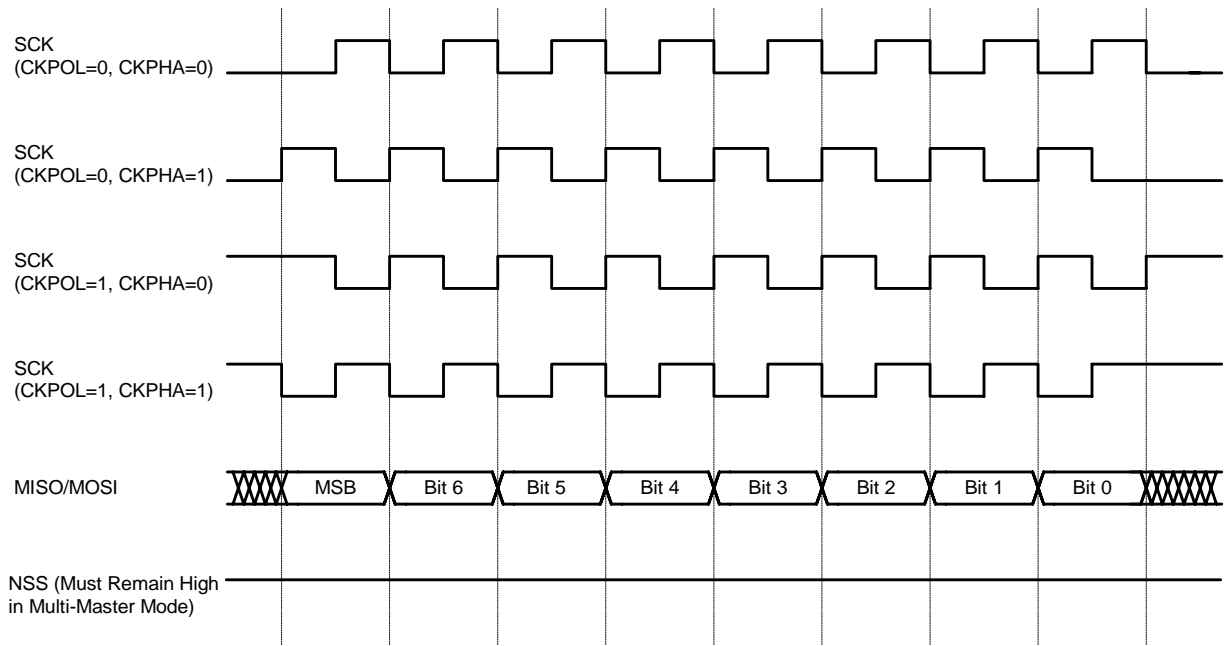 SCK
(CKPOL=0, CKPHA=0)
SCK
(CKPOL=0, CKPHA=1)
SCK
(CKPOL=1, CKPHA=0)
SCK
(CKPOL=1, CKPHA=1)
MISO/MOSI
MSB
Bit 6
Bit 5
Bit 4
Bit 3
Bit 2
Bit 1
Bit 0
NSS (Must Remain High
in Multi-Master Mode)